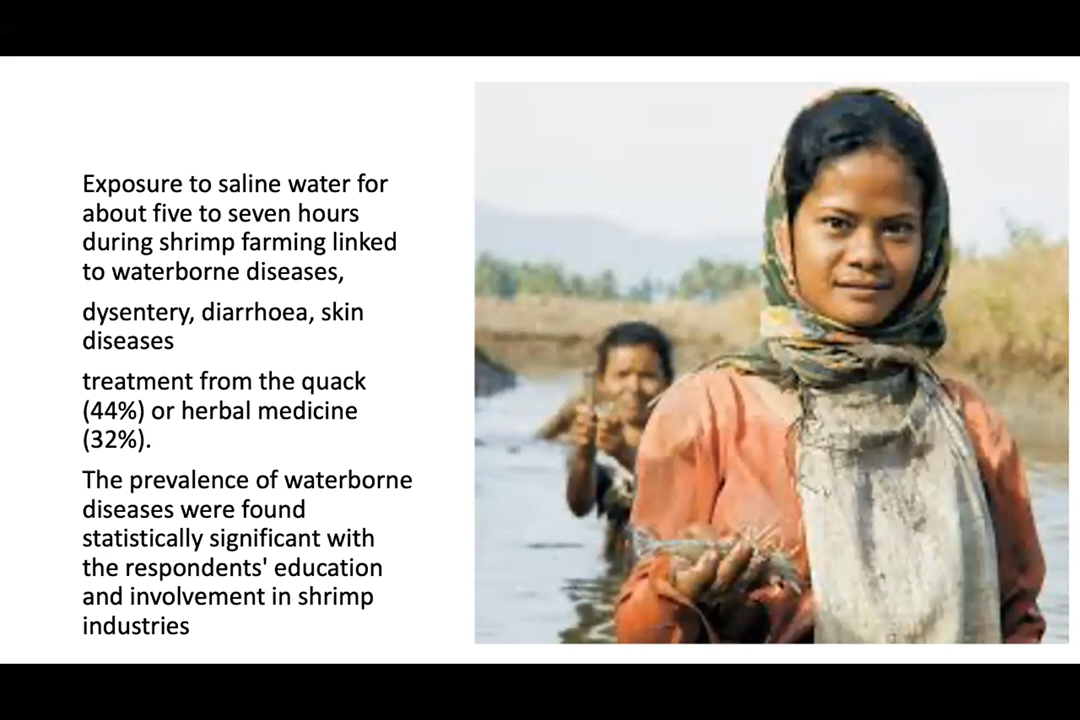 Exposure to saline water for
about five to seven hours
during shrimp farming linked
to waterborne diseases,
dysentery, diarrhoea, skin
diseases
treatment from the quack
(44%) or herbal medicine
(32%).
The prevalence of waterborne
diseases were found
statistically significant with
the respondents' education
and involvement in shrimp
industries